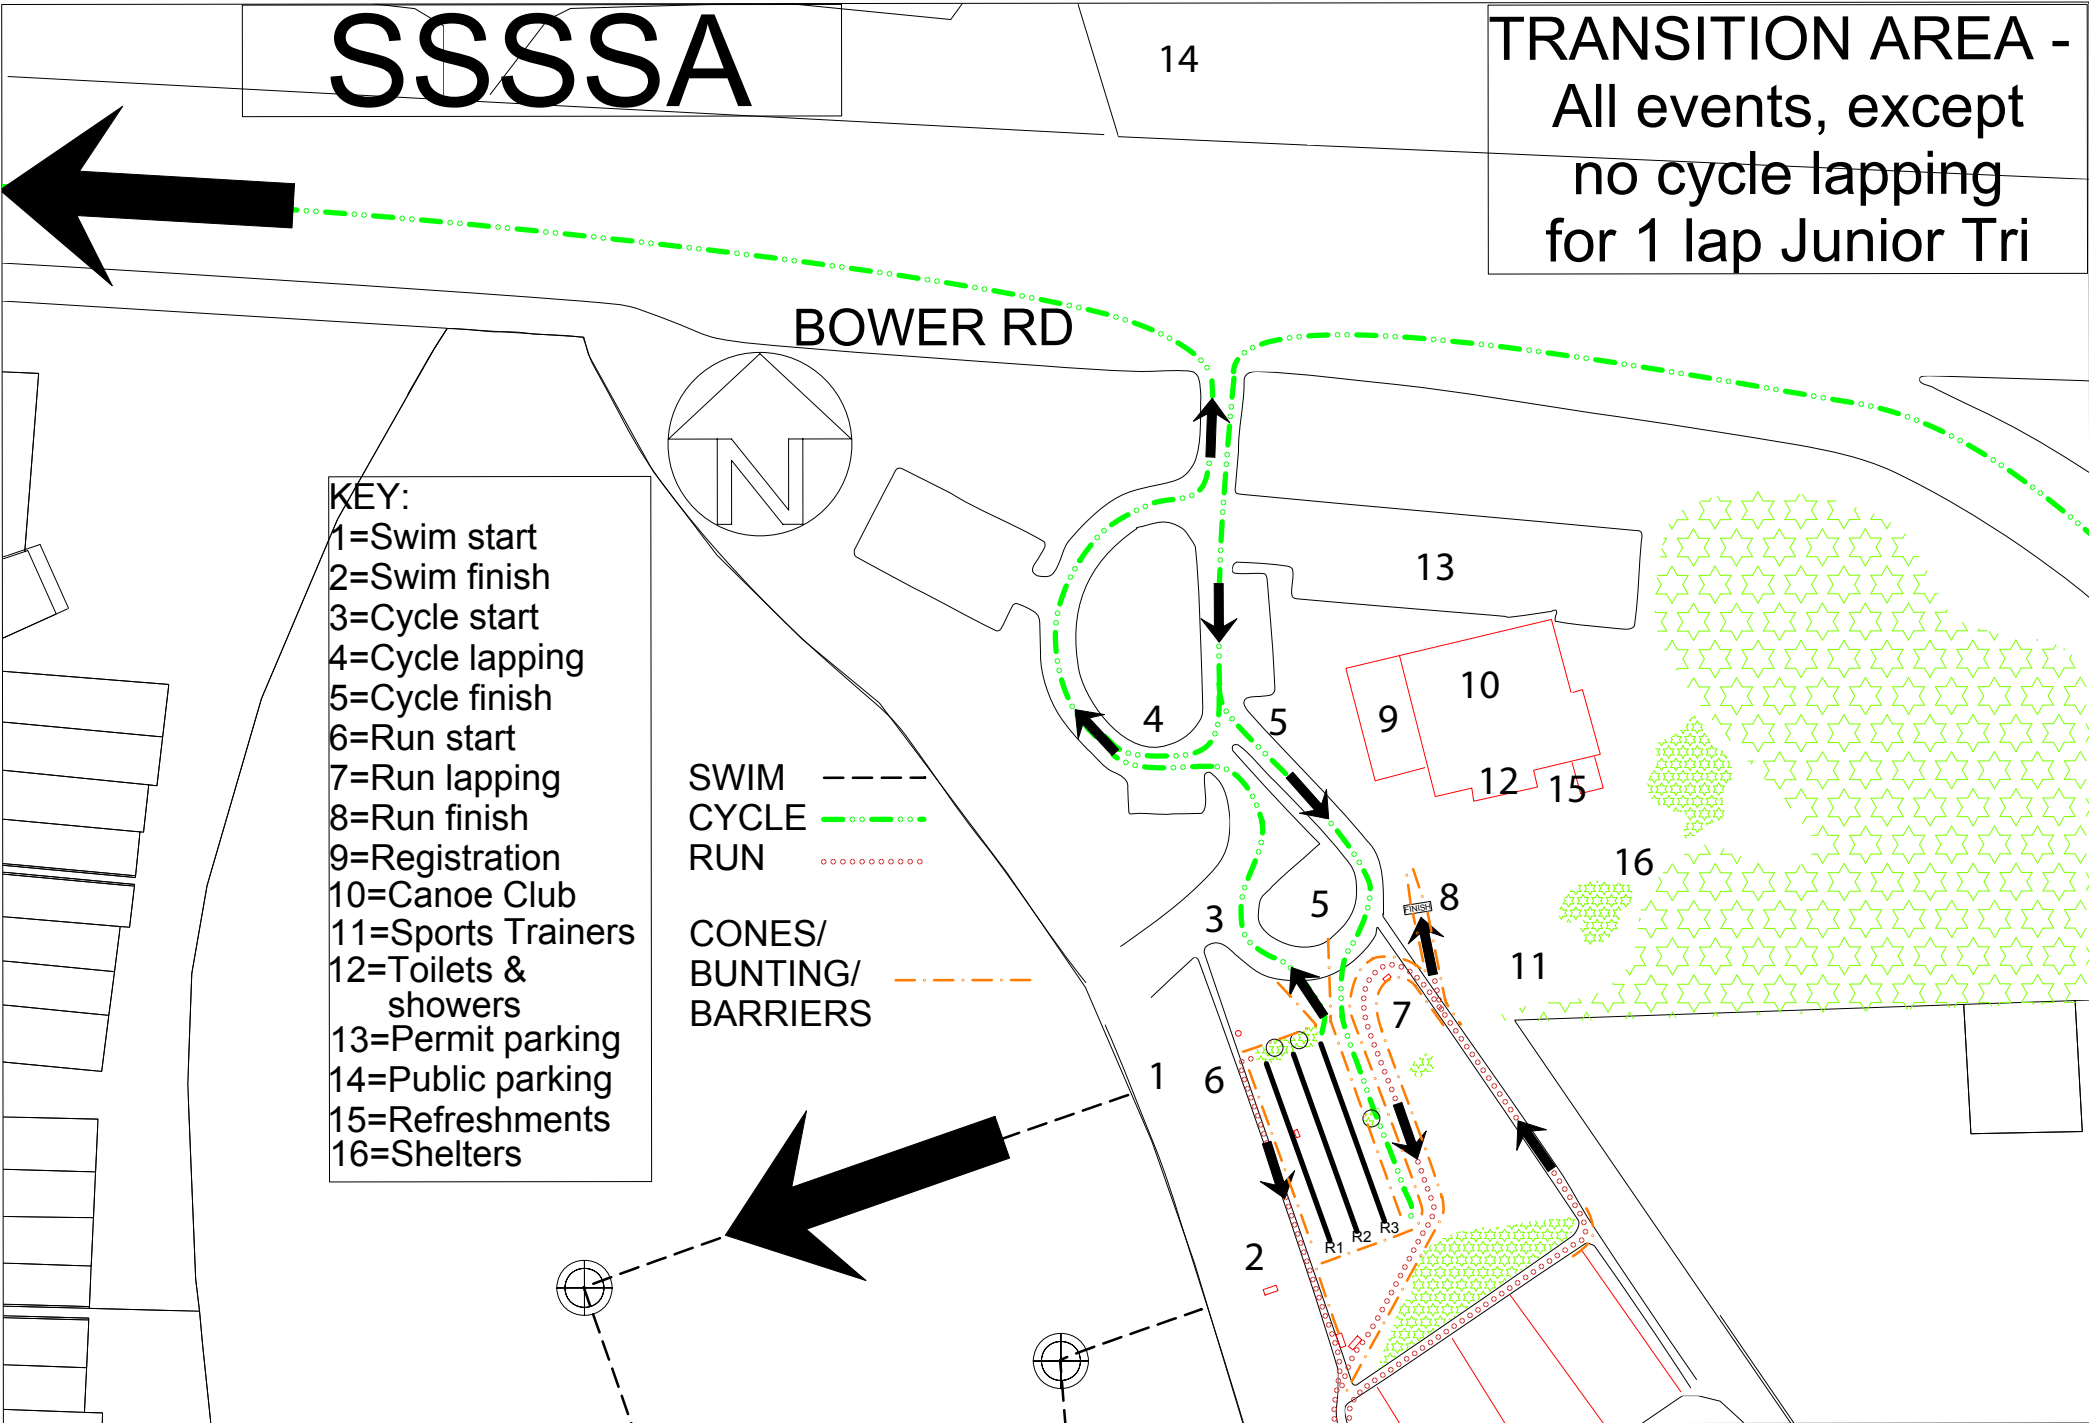 SSSSA
14
TRANSITION AREA -
All events, except
no cycle lapping
for 1 lap Junior Tri
BOWER RD
N
KEY:
1=Swim start
2=Swim finish
3=Cycle start
4=Cycle lapping
5=Cycle finish
6=Run start
7=Run lapping
8=Run finish
9=Registration
10=Canoe Club
11=Sports Trainers
12=Toilets &
showers
13=Permit parking
14=Public parking
15=Refreshments
16=Shelters
SWIM
CYCLE
RUN
CONES/
BUNTING/
BARRIERS
13
10
9
4
5
12
15
16
5
3
FINISH
8
11
7
1
6
2
R1
R2
R3